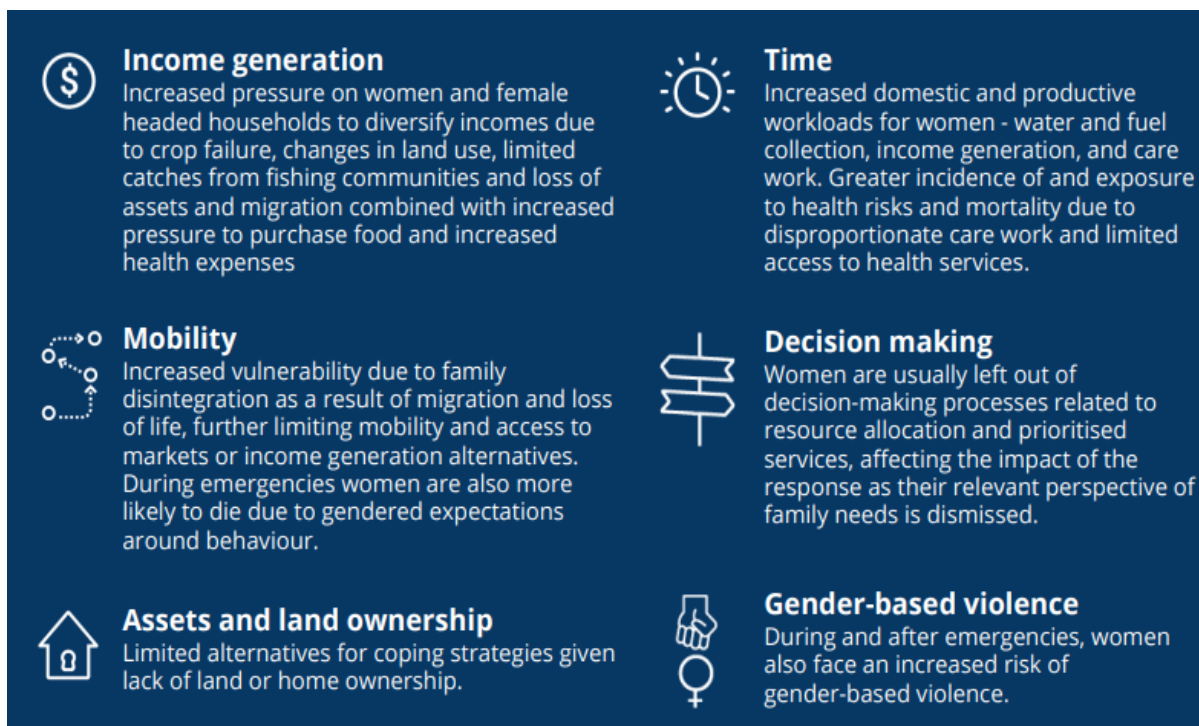 Income generation
Increased pressure on women and female
headed households to diversify incomes due
to crop failure, changes in land use, limited
catches from fishing communities and loss of
assets and migration combined with increased
pressure to purchase food and increased
health expenses
Time
Increased domestic and productive
workloads for women - water and fuel
collection, income generation, and care
work. Greater incidence of and exposure
to health risks and mortality due to
disproportionate care work and limited
access to health services.
Mobility
Increased vulnerability due to family
disintegration as a result of migration and loss
of life, further limiting mobility and access to
markets or income generation alternatives.
During emergencies women are also more
likely to die due to gendered expectations
around behaviour.
Decision making
Women are usually left out of
decision-making processes related to
resource allocation and prioritised
services, affecting the impact of the
response as their relevant perspective of
family needs is dismissed.
Assets and land ownership
Limited alternatives for coping strategies given
lack of land or home ownership.
Gender-based violence
During and after emergencies, women
also face an increased risk of
gender-based violence.